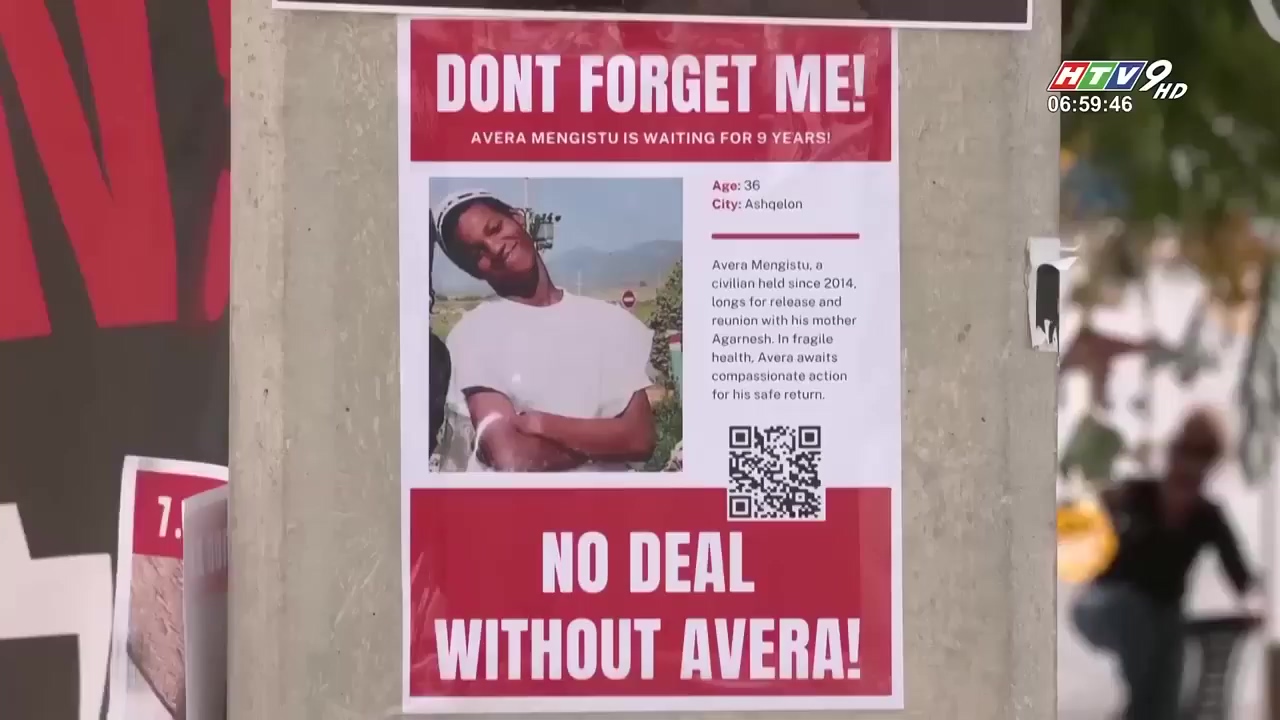 DONT FORGET ME!
AVERA MENGISTU IS WAITING FOR 9 YEARS!
Age: 36
City: Ashqelon
Avera Mengistu, a
civilian held since 2014,
longs for release and
reunion with his mother
Agarnesh. In fragile
health, Avera awaits
compassionate action
for his safe return.
NO DEAL
WITHOUT AVERA!
HTV9
HD
06:59:46